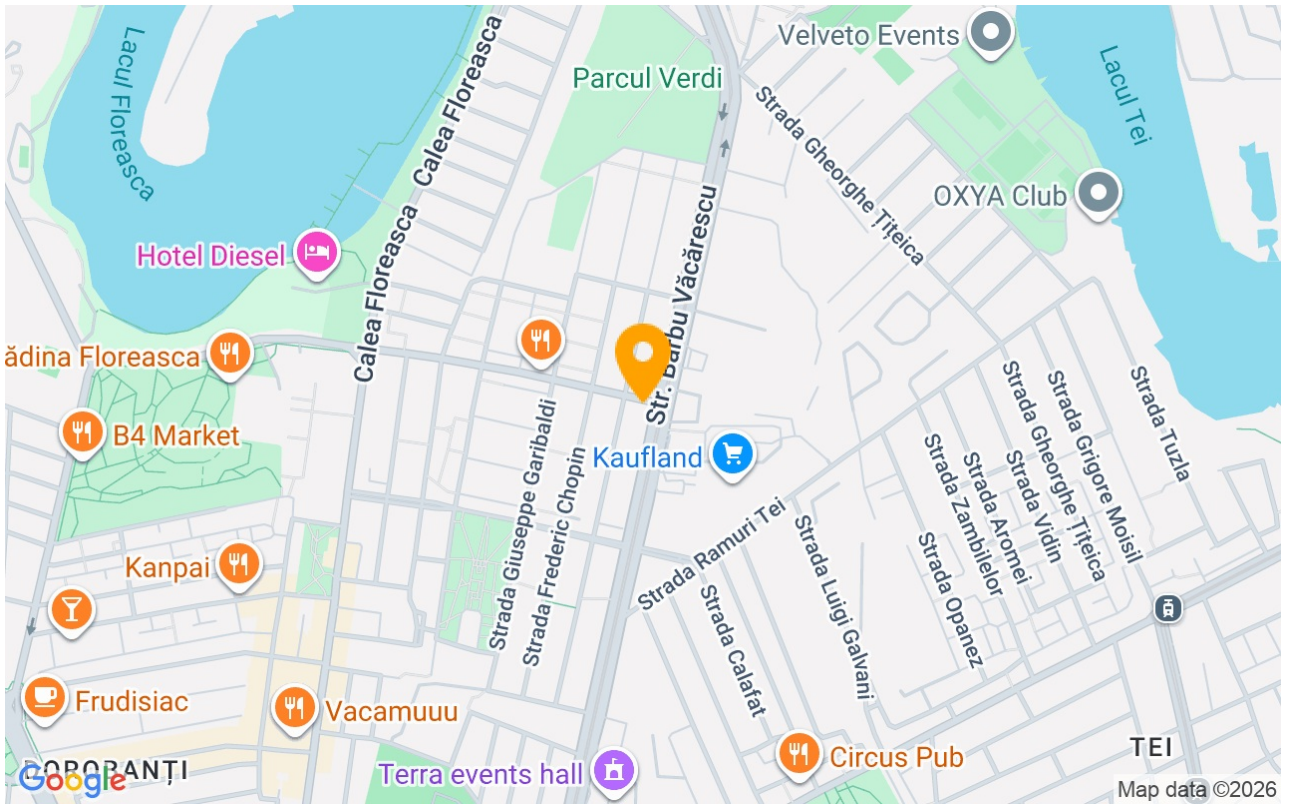 Velveto Events
Lacul Floreasca
Calea Floreasca
Parcul Verdi
Lacul Tei
Strada Gheorghe Țițeica
OXYA Club
Calea Floreasca
Hotel Diesel
Str. Barbu Văcărescu
ădina Floreasca
Calea Floreasca
B4 Market
Kaufland
Strada Giuseppe Garibaldi
Strada Frederic Chopin
Strada Ramuri Tei
Strada Gheorghe Țițeica
Strada Grigore Moisil
Strada Tuzla
Strada Zambilelor
Strada Aromei
Strada Vidin
Strada Opanez
Strada Luigi Galvani
Strada Calafat
Kanpai
Frudisiac
Vacamuuu
DOROBANȚI
Google
Terra events hall
Circus Pub
TEI
Map data ©2026